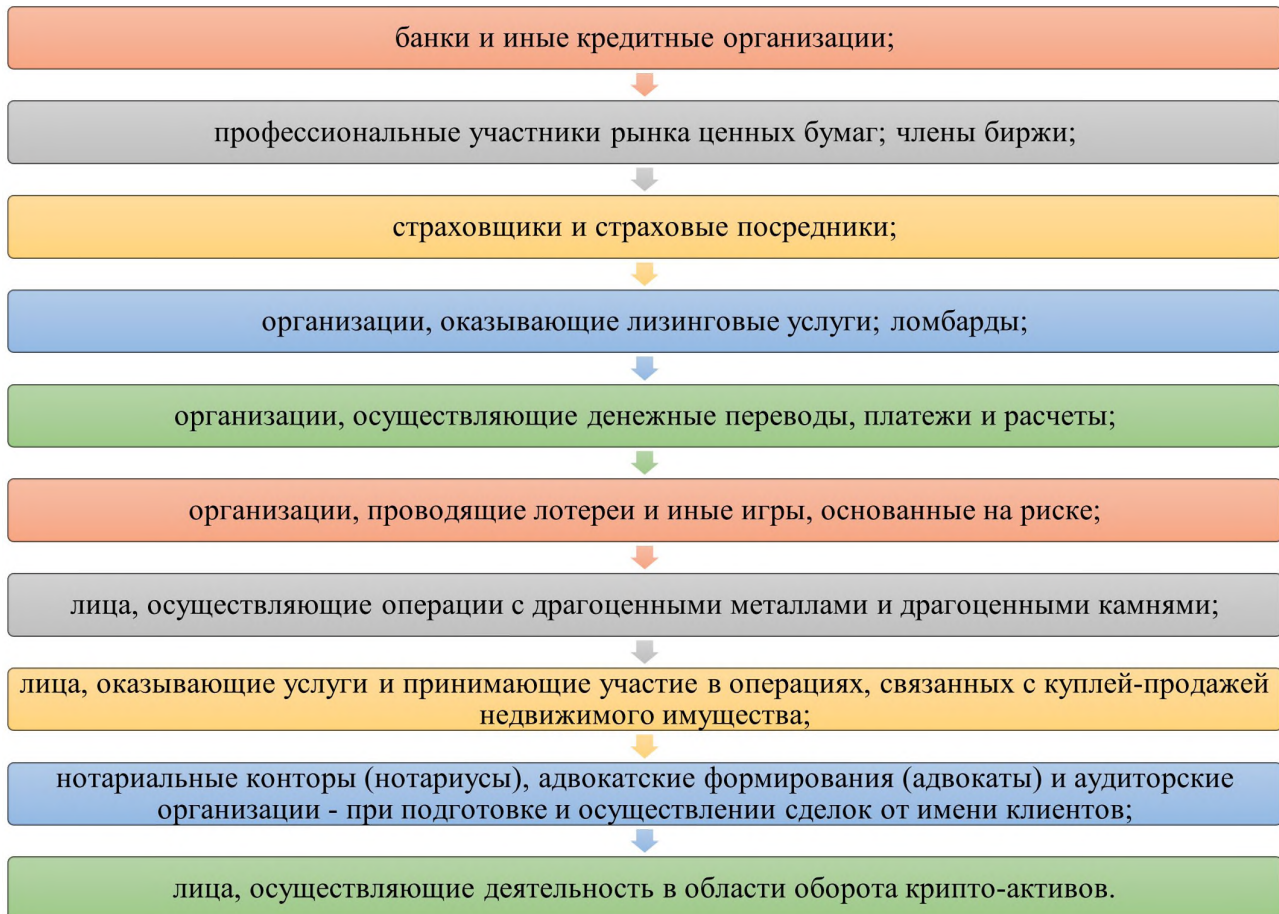 банки и иные кредитные организации;
профессиональные участники рынка ценных бумаг; члены биржи;
страховщики и страховые посредники;
организации, оказывающие лизинговые услуги; ломбарды;
организации, осуществляющие денежные переводы, платежи и расчеты;
организации, проводящие лотереи и иные игры, основанные на риске;
лица, осуществляющие операции с драгоценными металлами и драгоценными камнями;
лица, оказывающие услуги и принимающие участие в операциях, связанных с куплей-продажей
недвижимого имущества;
нотариальные конторы (нотариусы), адвокатские формирования (адвокаты) и аудиторские
организации - при подготовке и осуществлении сделок от имени клиентов;
лица, осуществляющие деятельность в области оборота крипто-активов.